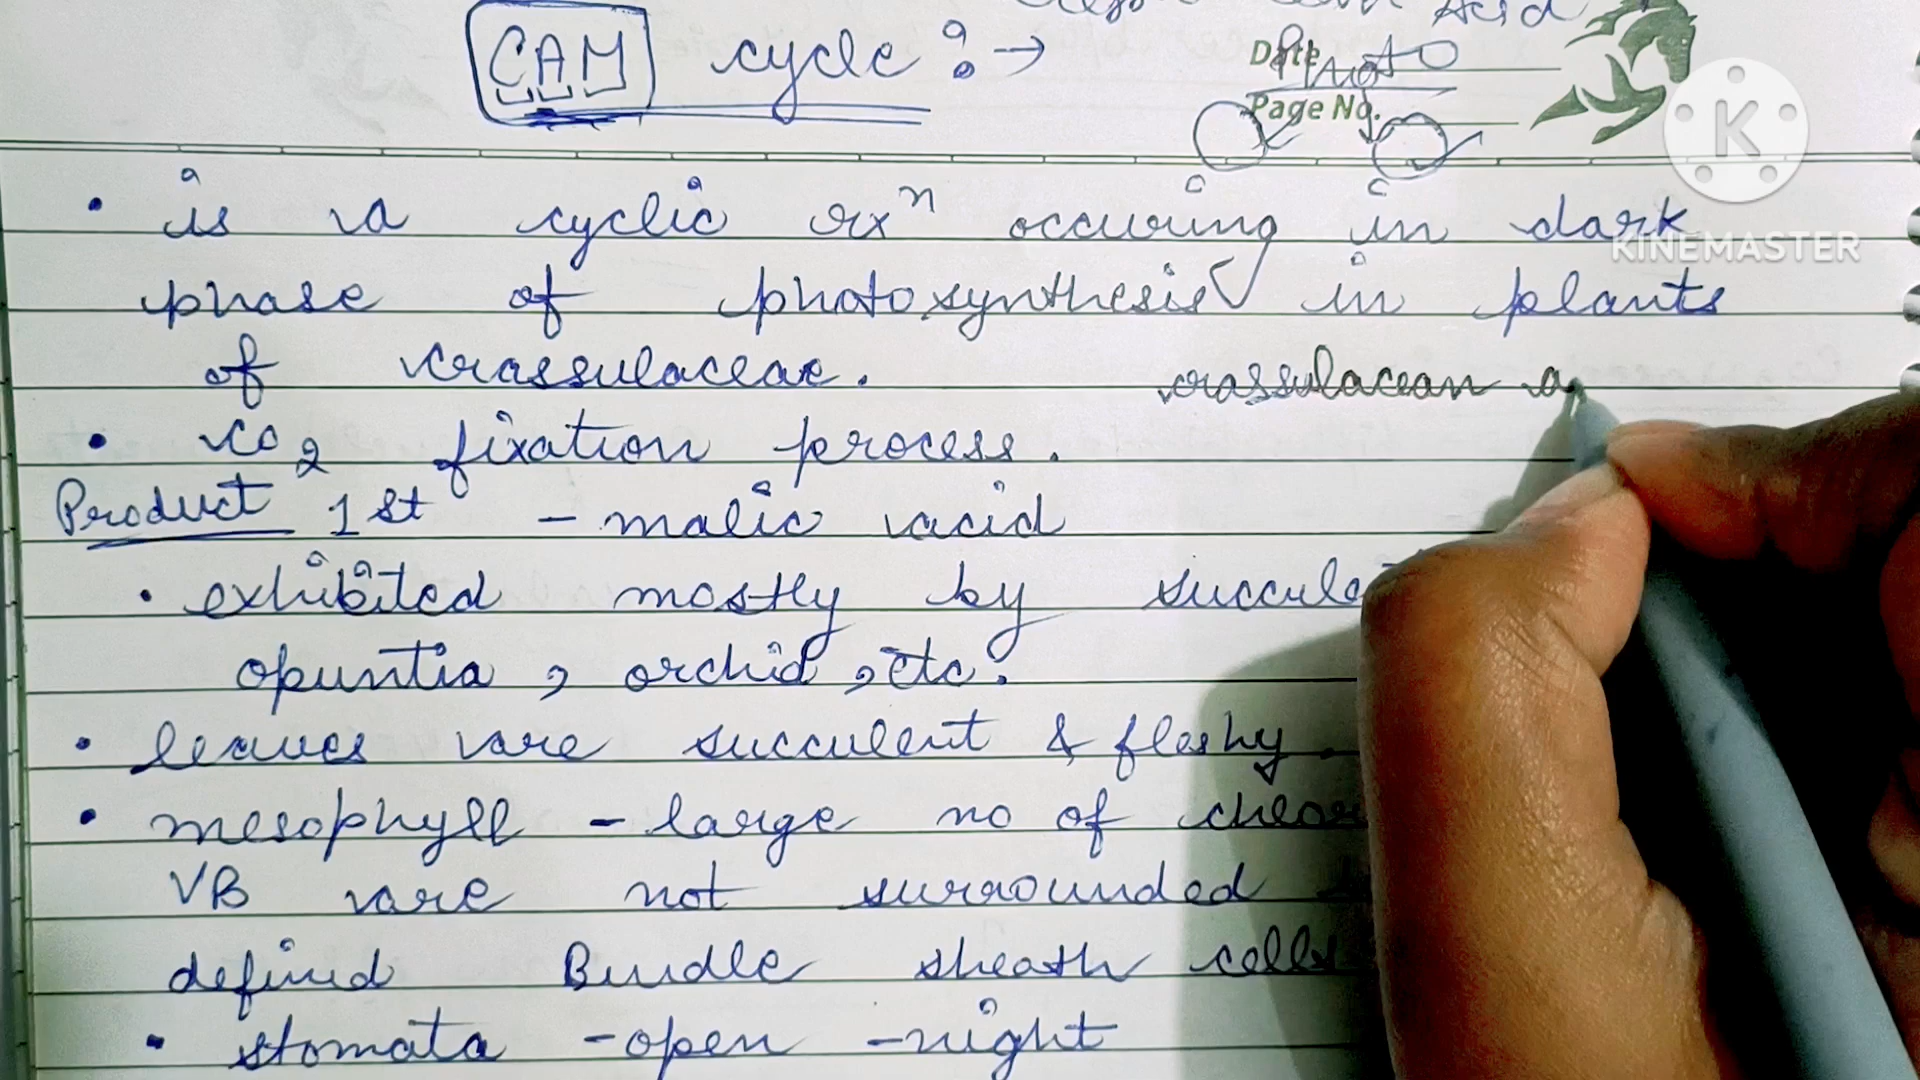 Acid
CAM cycle :→
Date
Photo
Page No.
K
KINEMASTER
• is a cyclic rxⁿ occuring in dark
phase of photosynthesis in plants
of crassulaceae. crassulacean a
• CO2 fixation process.
Product 1st - malic acid
• exhibited mostly by
opuntia, orchid, etc.
• leaves are succulent & fleshy.
• mesophyll - large no of
VB are not surrounded
defined Bundle sheath cells
• stomata - open - night